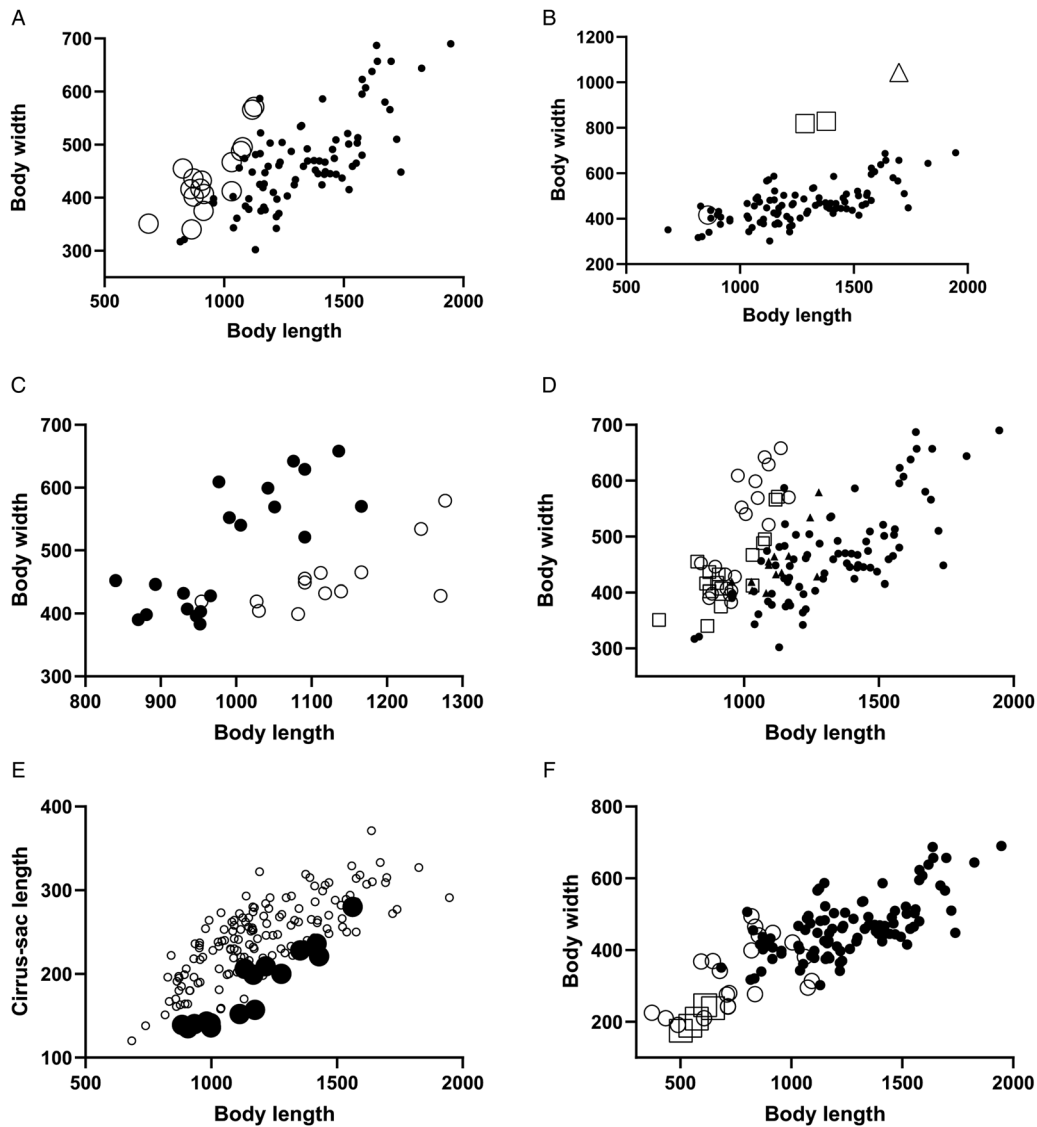 A
700
600
500
400
300
500 1000 1500 2000
Body width
Body length
B
1200
1000
800
600
400
200
500 1000 1500 2000
Body width
Body length
C
700
600
500
400
300
800 900 1000 1100 1200 1300
Body width
Body length
D
700
600
500
400
300
1000 1500 2000
Body width
Body length
E
400
300
200
100
500 1000 1500 2000
Cirrus-sac length
Body length
F
800
600
400
200
500 1000 1500 2000
Body width
Body length